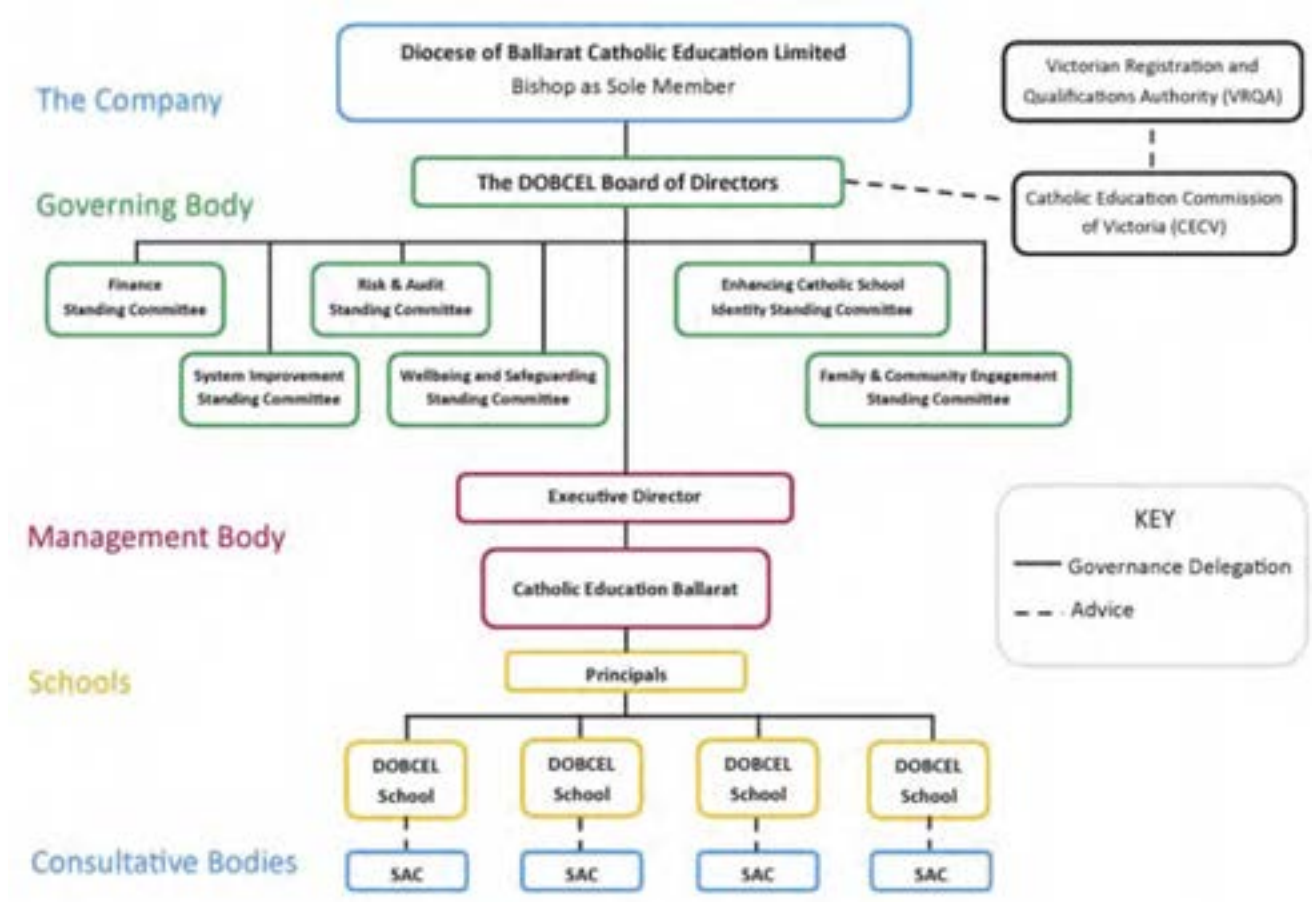 Diocese of Ballarat Catholic Education Limited
Bishop as Sole Member
Victorian Registration and
Qualifications Authority (VRQA)
The Company
The DOBCEL Board of Directors
Catholic Education Commission
of Victoria (CECV)
Governing Body
Finance
Standing Committee
Risk & Audit
Standing Committee
Enhancing Catholic School
Identity Standing Committee
System Improvement
Standing Committee
Wellbeing and Safeguarding
Standing Committee
Family & Community Engagement
Standing Committee
Executive Director
Management Body
Catholic Education Ballarat
KEY
Governance Delegation
Advice
Schools
Principals
DOBCEL
School
DOBCEL
School
DOBCEL
School
DOBCEL
School
Consultative Bodies
SAC
SAC
SAC
SAC